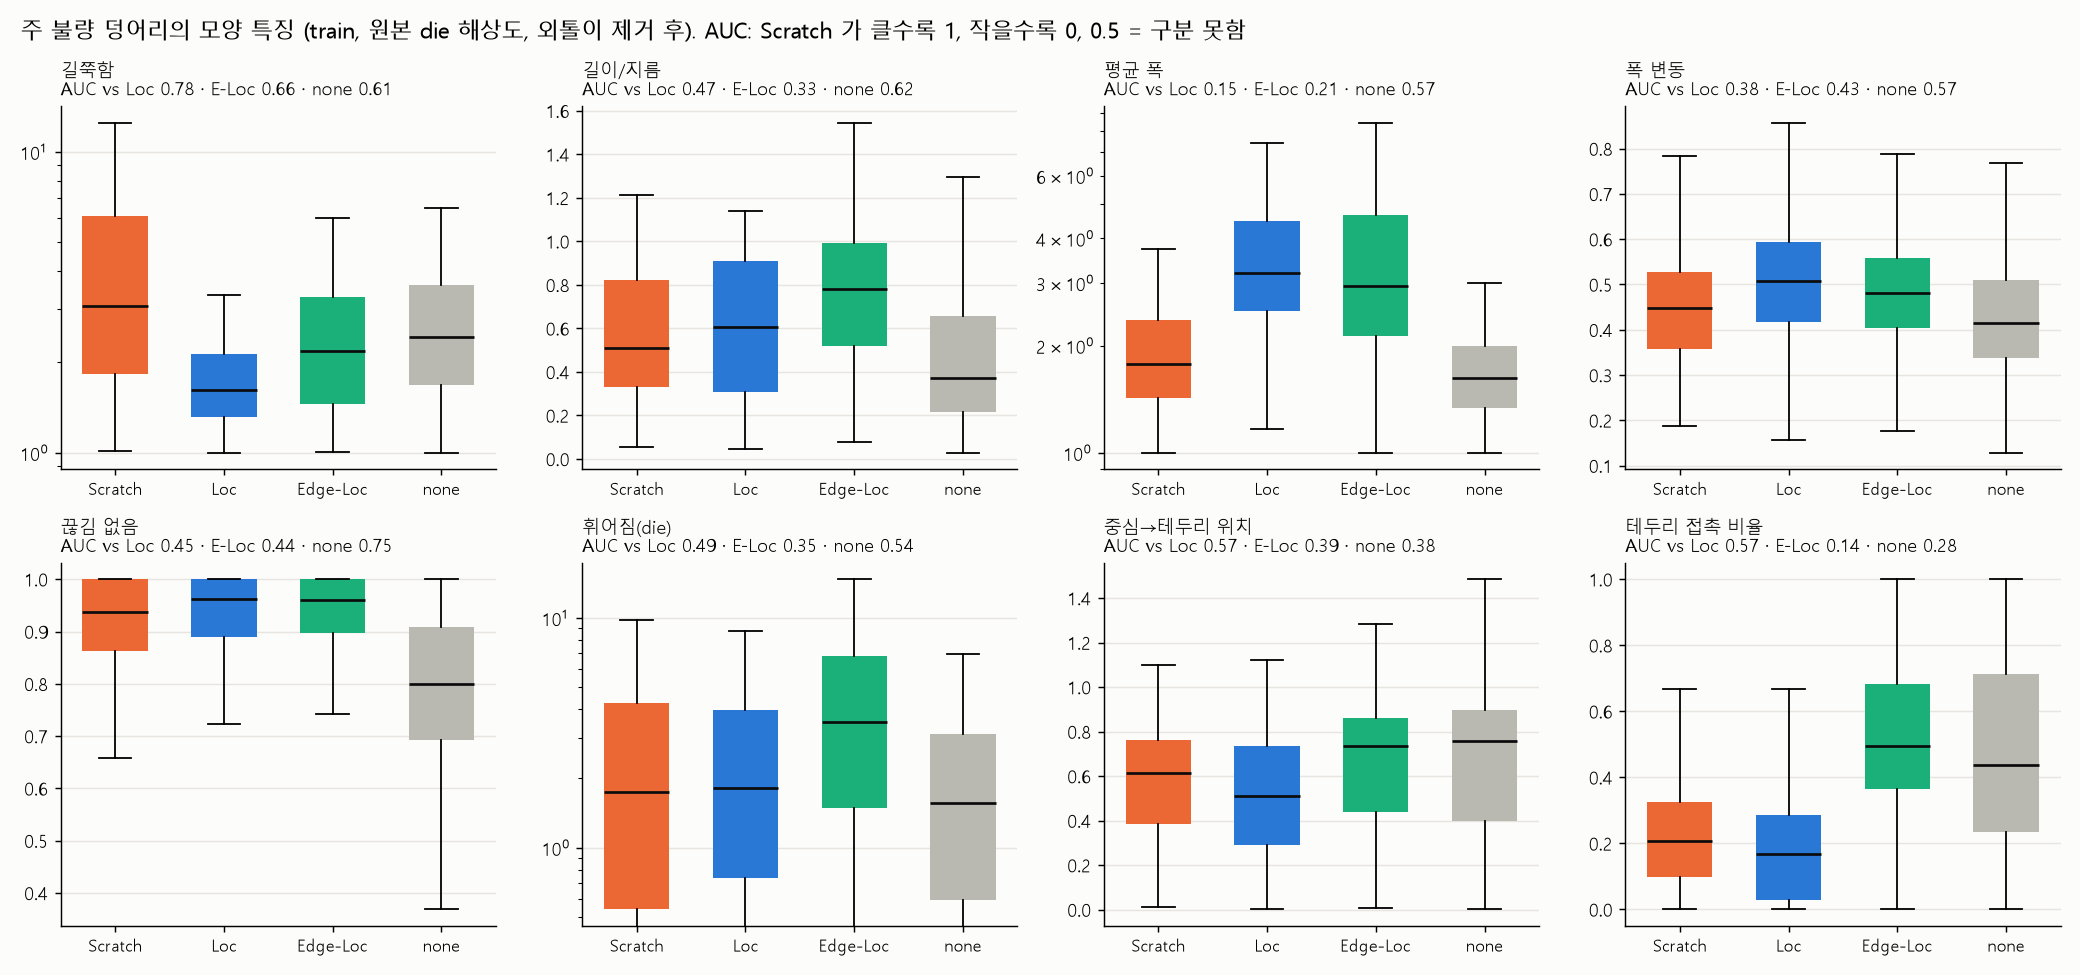 주 불량 덩어리의 모양 특징 (train, 원본 die 해상도, 외톨이 제거 후). AUC: Scratch 가 클수록 1, 작을수록 0, 0.5 = 구분 못함
길쭉함
AUC vs Loc 0.78 · E-Loc 0.66 · none 0.61
10¹
10⁰
Scratch Loc Edge-Loc none
길이/지름
AUC vs Loc 0.47 · E-Loc 0.33 · none 0.62
1.6
1.4
1.2
1.0
0.8
0.6
0.4
0.2
0.0
Scratch Loc Edge-Loc none
평균 폭
AUC vs Loc 0.15 · E-Loc 0.21 · none 0.57
6 × 10⁰
4 × 10⁰
3 × 10⁰
2 × 10⁰
10⁰
Scratch Loc Edge-Loc none
폭 변동
AUC vs Loc 0.38 · E-Loc 0.43 · none 0.57
0.8
0.7
0.6
0.5
0.4
0.3
0.2
0.1
Scratch Loc Edge-Loc none
끊김 없음
AUC vs Loc 0.45 · E-Loc 0.44 · none 0.75
1.0
0.9
0.8
0.7
0.6
0.5
0.4
Scratch Loc Edge-Loc none
휘어짐(die)
AUC vs Loc 0.49 · E-Loc 0.35 · none 0.54
10¹
10⁰
Scratch Loc Edge-Loc none
중심→테두리 위치
AUC vs Loc 0.57 · E-Loc 0.39 · none 0.38
1.4
1.2
1.0
0.8
0.6
0.4
0.2
0.0
Scratch Loc Edge-Loc none
테두리 접촉 비율
AUC vs Loc 0.57 · E-Loc 0.14 · none 0.28
1.0
0.8
0.6
0.4
0.2
0.0
Scratch Loc Edge-Loc none